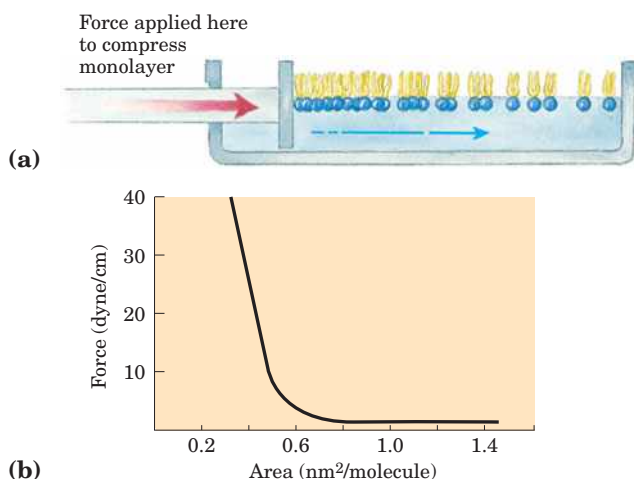 Force applied here
to compress
monolayer
(a)
40
30
20
10
Force (dyne/cm)
0.2 0.6 1.0 1.4
Area (nm²/molecule)
(b)